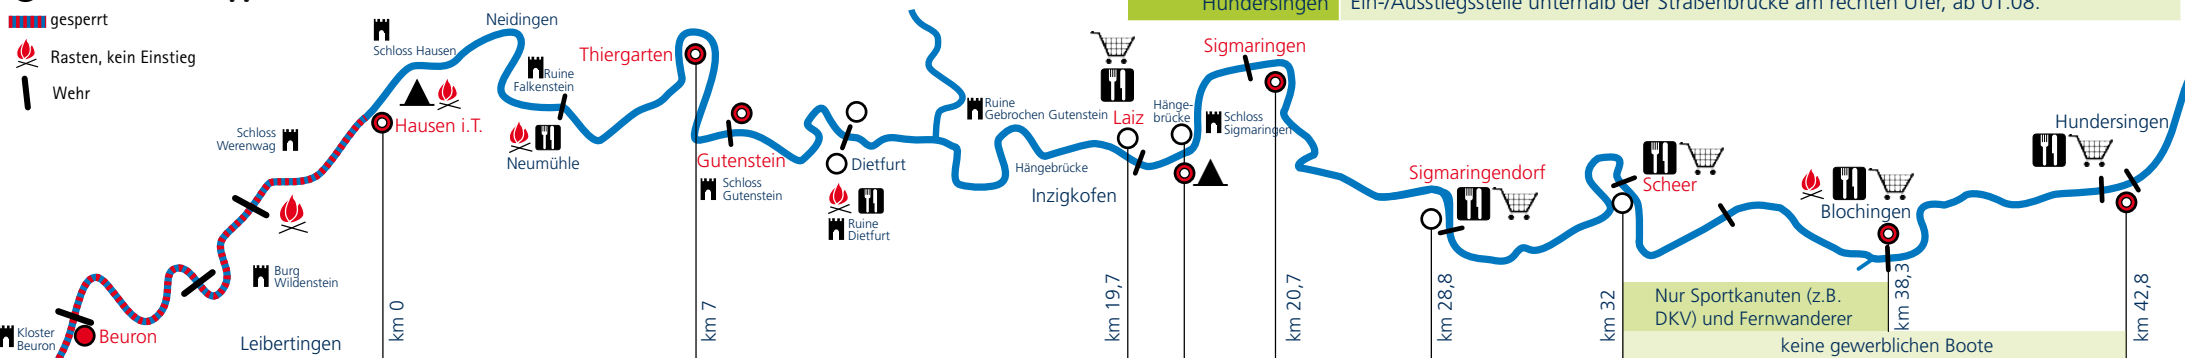 gesperrt
Rasten, kein Einstieg
Wehr
Hundersingen
Ein-/Ausstiegsstelle unterhalb der Straßenbrücke am rechten Ufer, ab 01.08.
Kloster
Beuron
Beuron
Leibertingen
Burg
Wildenstein
Schloss
Werenwag
Schloss Hausen
Hausen i.T.
km 0
Neidingen
Ruine
Falkenstein
Neumühle
Thiergarten
km 7
Gutenstein
Schloss
Gutenstein
Dietfurt
Ruine
Dietfurt
Ruine
Gebrochen Gutenstein
Hängebrücke
Inzigkofen
Laiz
km 19,7
Hänge-
brücke
Schloss
Sigmaringen
Sigmaringen
km 20,7
Sigmaringendorf
km 28,8
Scheer
km 32
Nur Sportkanuten (z.B.
DKV) und Fernwanderer
Blochingen
km 38,3
keine gewerblichen Boote
Hundersingen
km 42,8